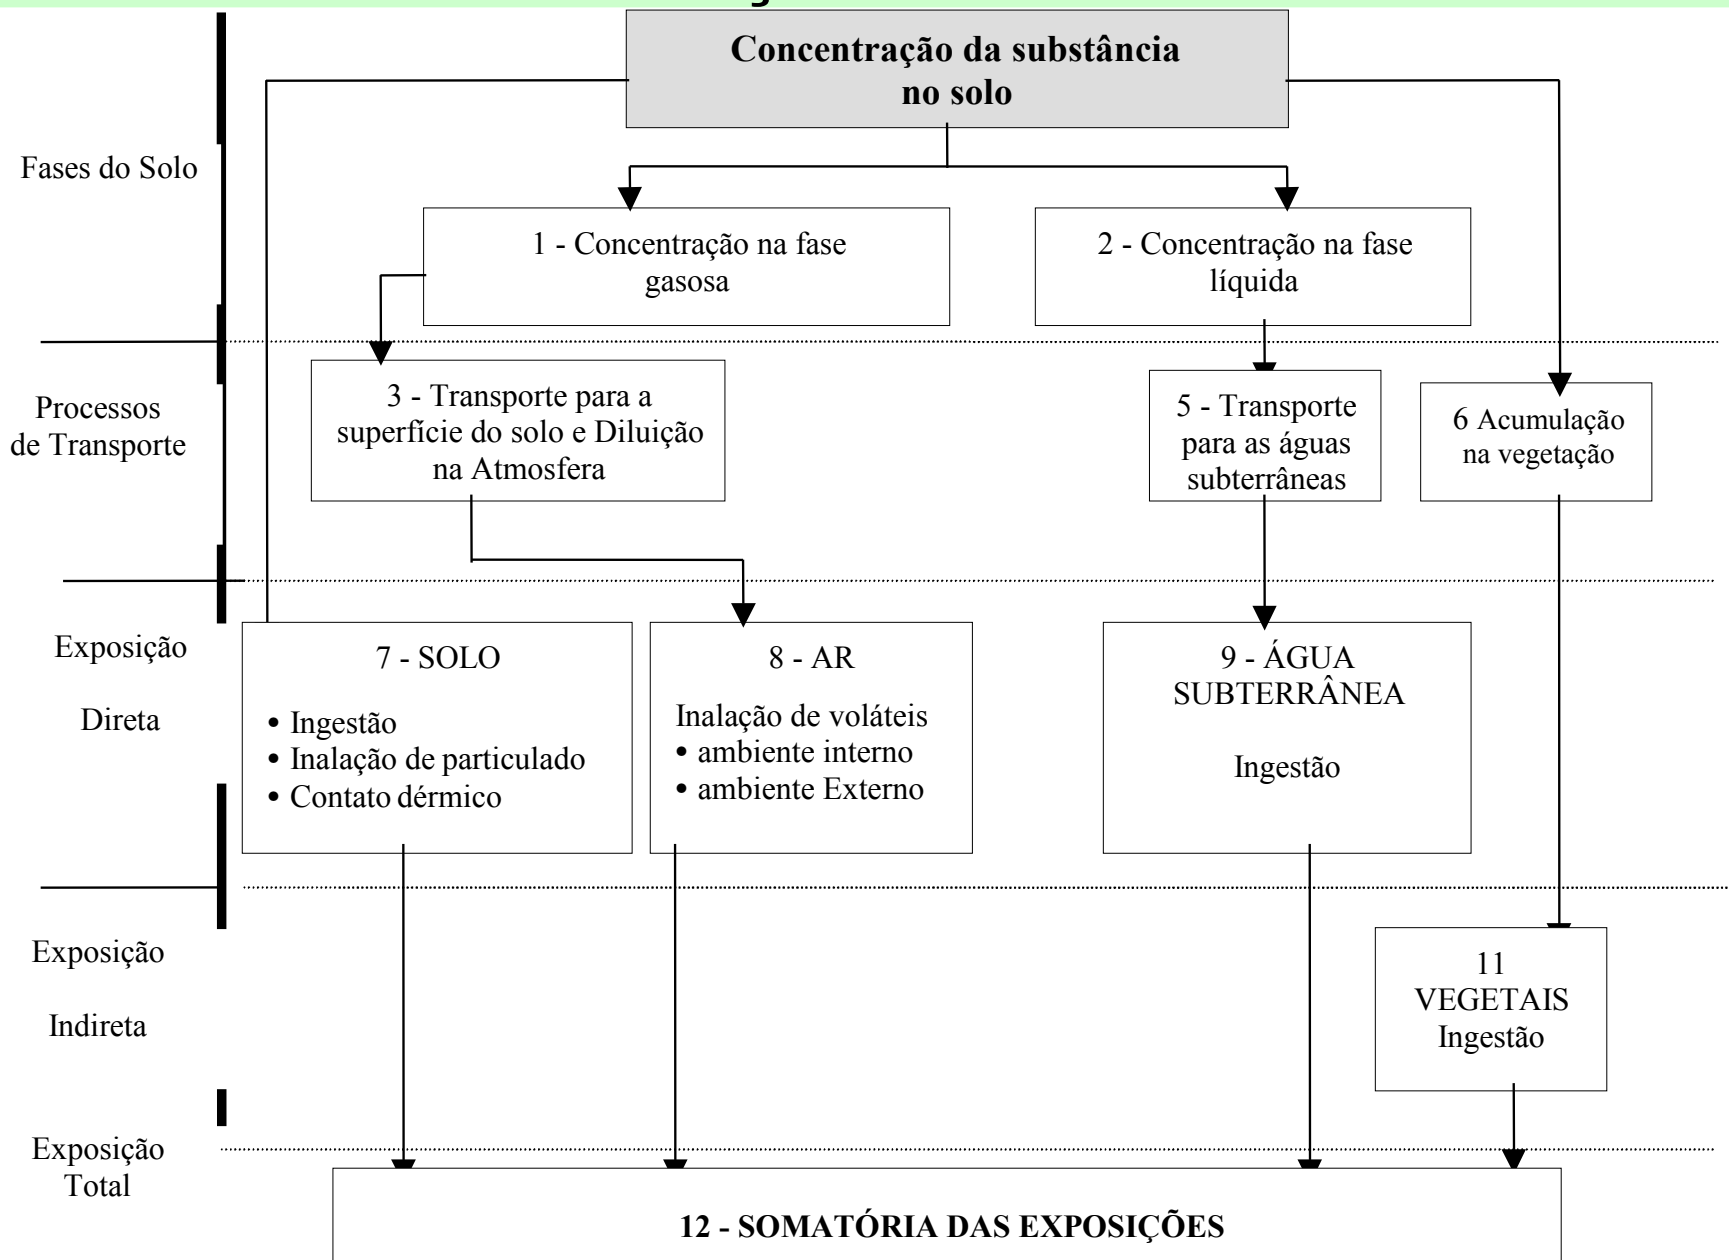 Concentração da substância
no solo
Fases do Solo
1 - Concentração na fase
gasosa
2 - Concentração na fase
líquida
Processos
de Transporte
3 - Transporte para a
superfície do solo e Diluição
na Atmosfera
5 - Transporte
para as águas
subterrâneas
6 Acumulação
na vegetação
Exposição
Direta
7 - SOLO
• Ingestão
• Inalação de particulado
• Contato dérmico
8 - AR
Inalação de voláteis
• ambiente interno
• ambiente Externo
9 - ÁGUA
SUBTERRÂNEA
Ingestão
Exposição
Indireta
11
VEGETAIS
Ingestão
Exposição
Total
12 - SOMATÓRIA DAS EXPOSIÇÕES